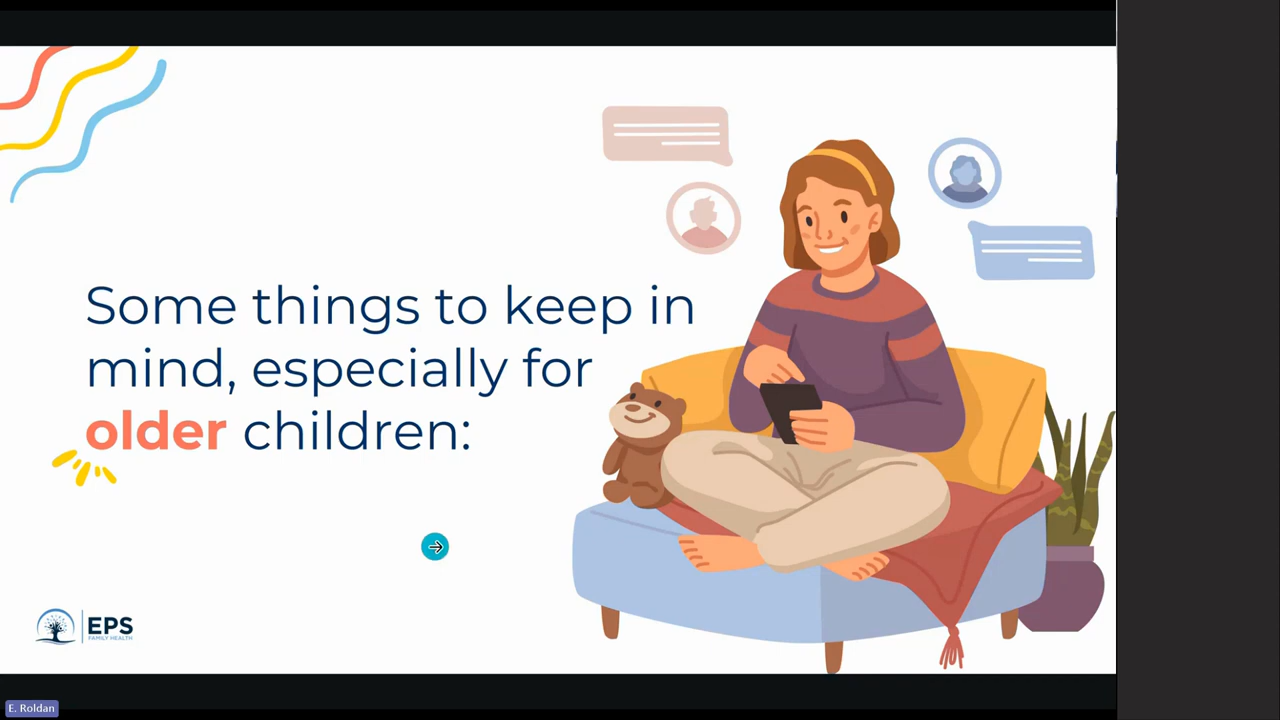 Some things to keep in
mind, especially for
older children:
EPS
FAMILY HEALTH
E. Roldan